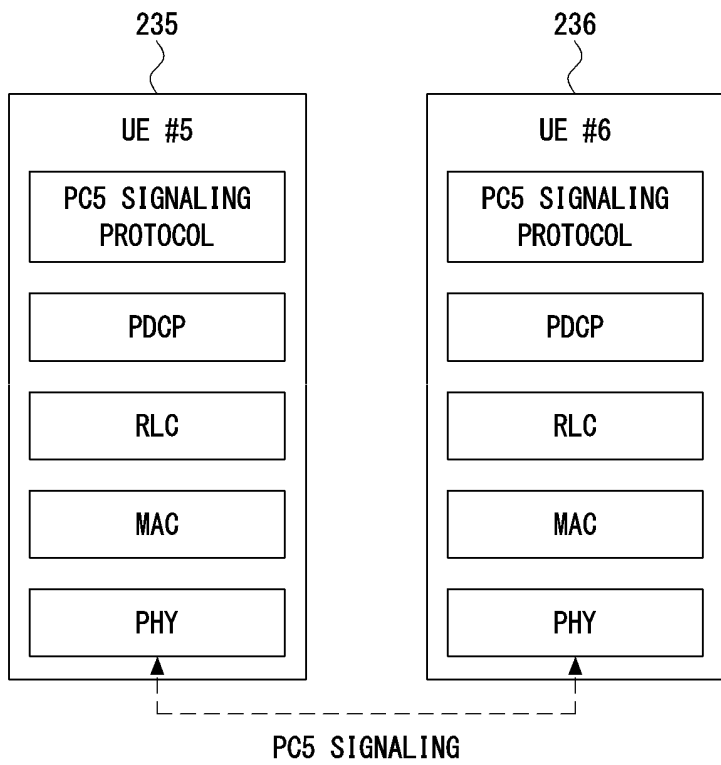 235
236
UE #5
UE #6
PC5 SIGNALING
PROTOCOL
PC5 SIGNALING
PROTOCOL
PDCP
PDCP
RLC
RLC
MAC
MAC
PHY
PHY
PC5 SIGNALING